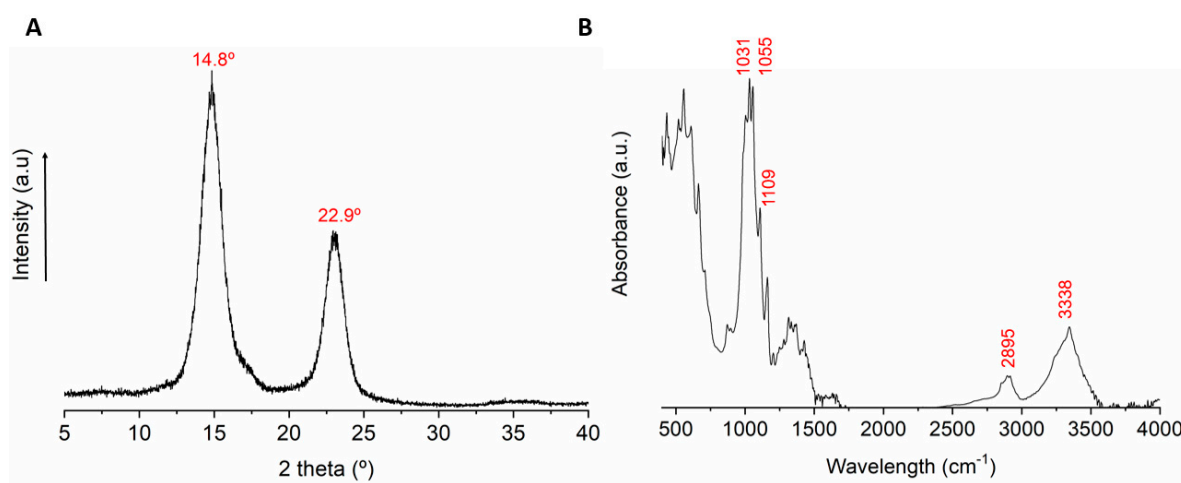 A
14.8º
22.9º
Intensity (a.u)
5 10 15 20 25 30 35 40
2 theta (º)
B
1031
1055
1109
2895
3338
Absorbance (a.u.)
500 1000 1500 2000 2500 3000 3500 4000
Wavelength (cm⁻¹)